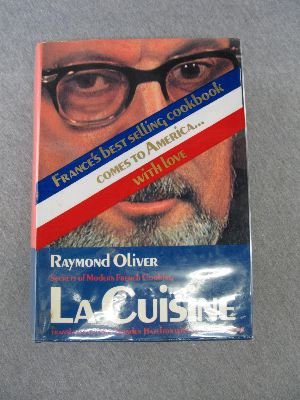 FRANCE'S BEST SELLING COOKBOOK
COMES TO AMERICA...
WITH LOVE
RAYMOND OLIVER
SECRETS OF MODERN FRENCH COOKING
LA CUISINE